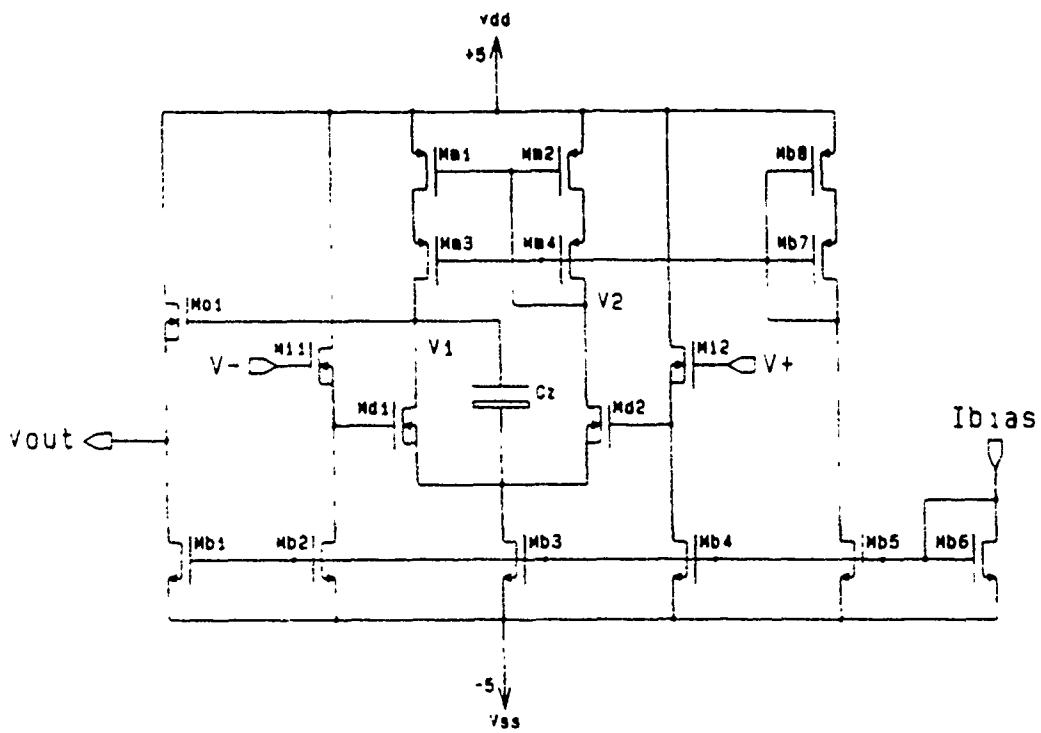 Vdd
+5
Mm1 Mm2 Mb8
Mm3 Mm4 Mb7
Mo1 V2
V1
V- Mi1 Mi2 V+
Cz
Md1 Md2
Vout Ibias
Mb1 Mb2 Mb3 Mb4 Mb5 Mb6
-5
Vss